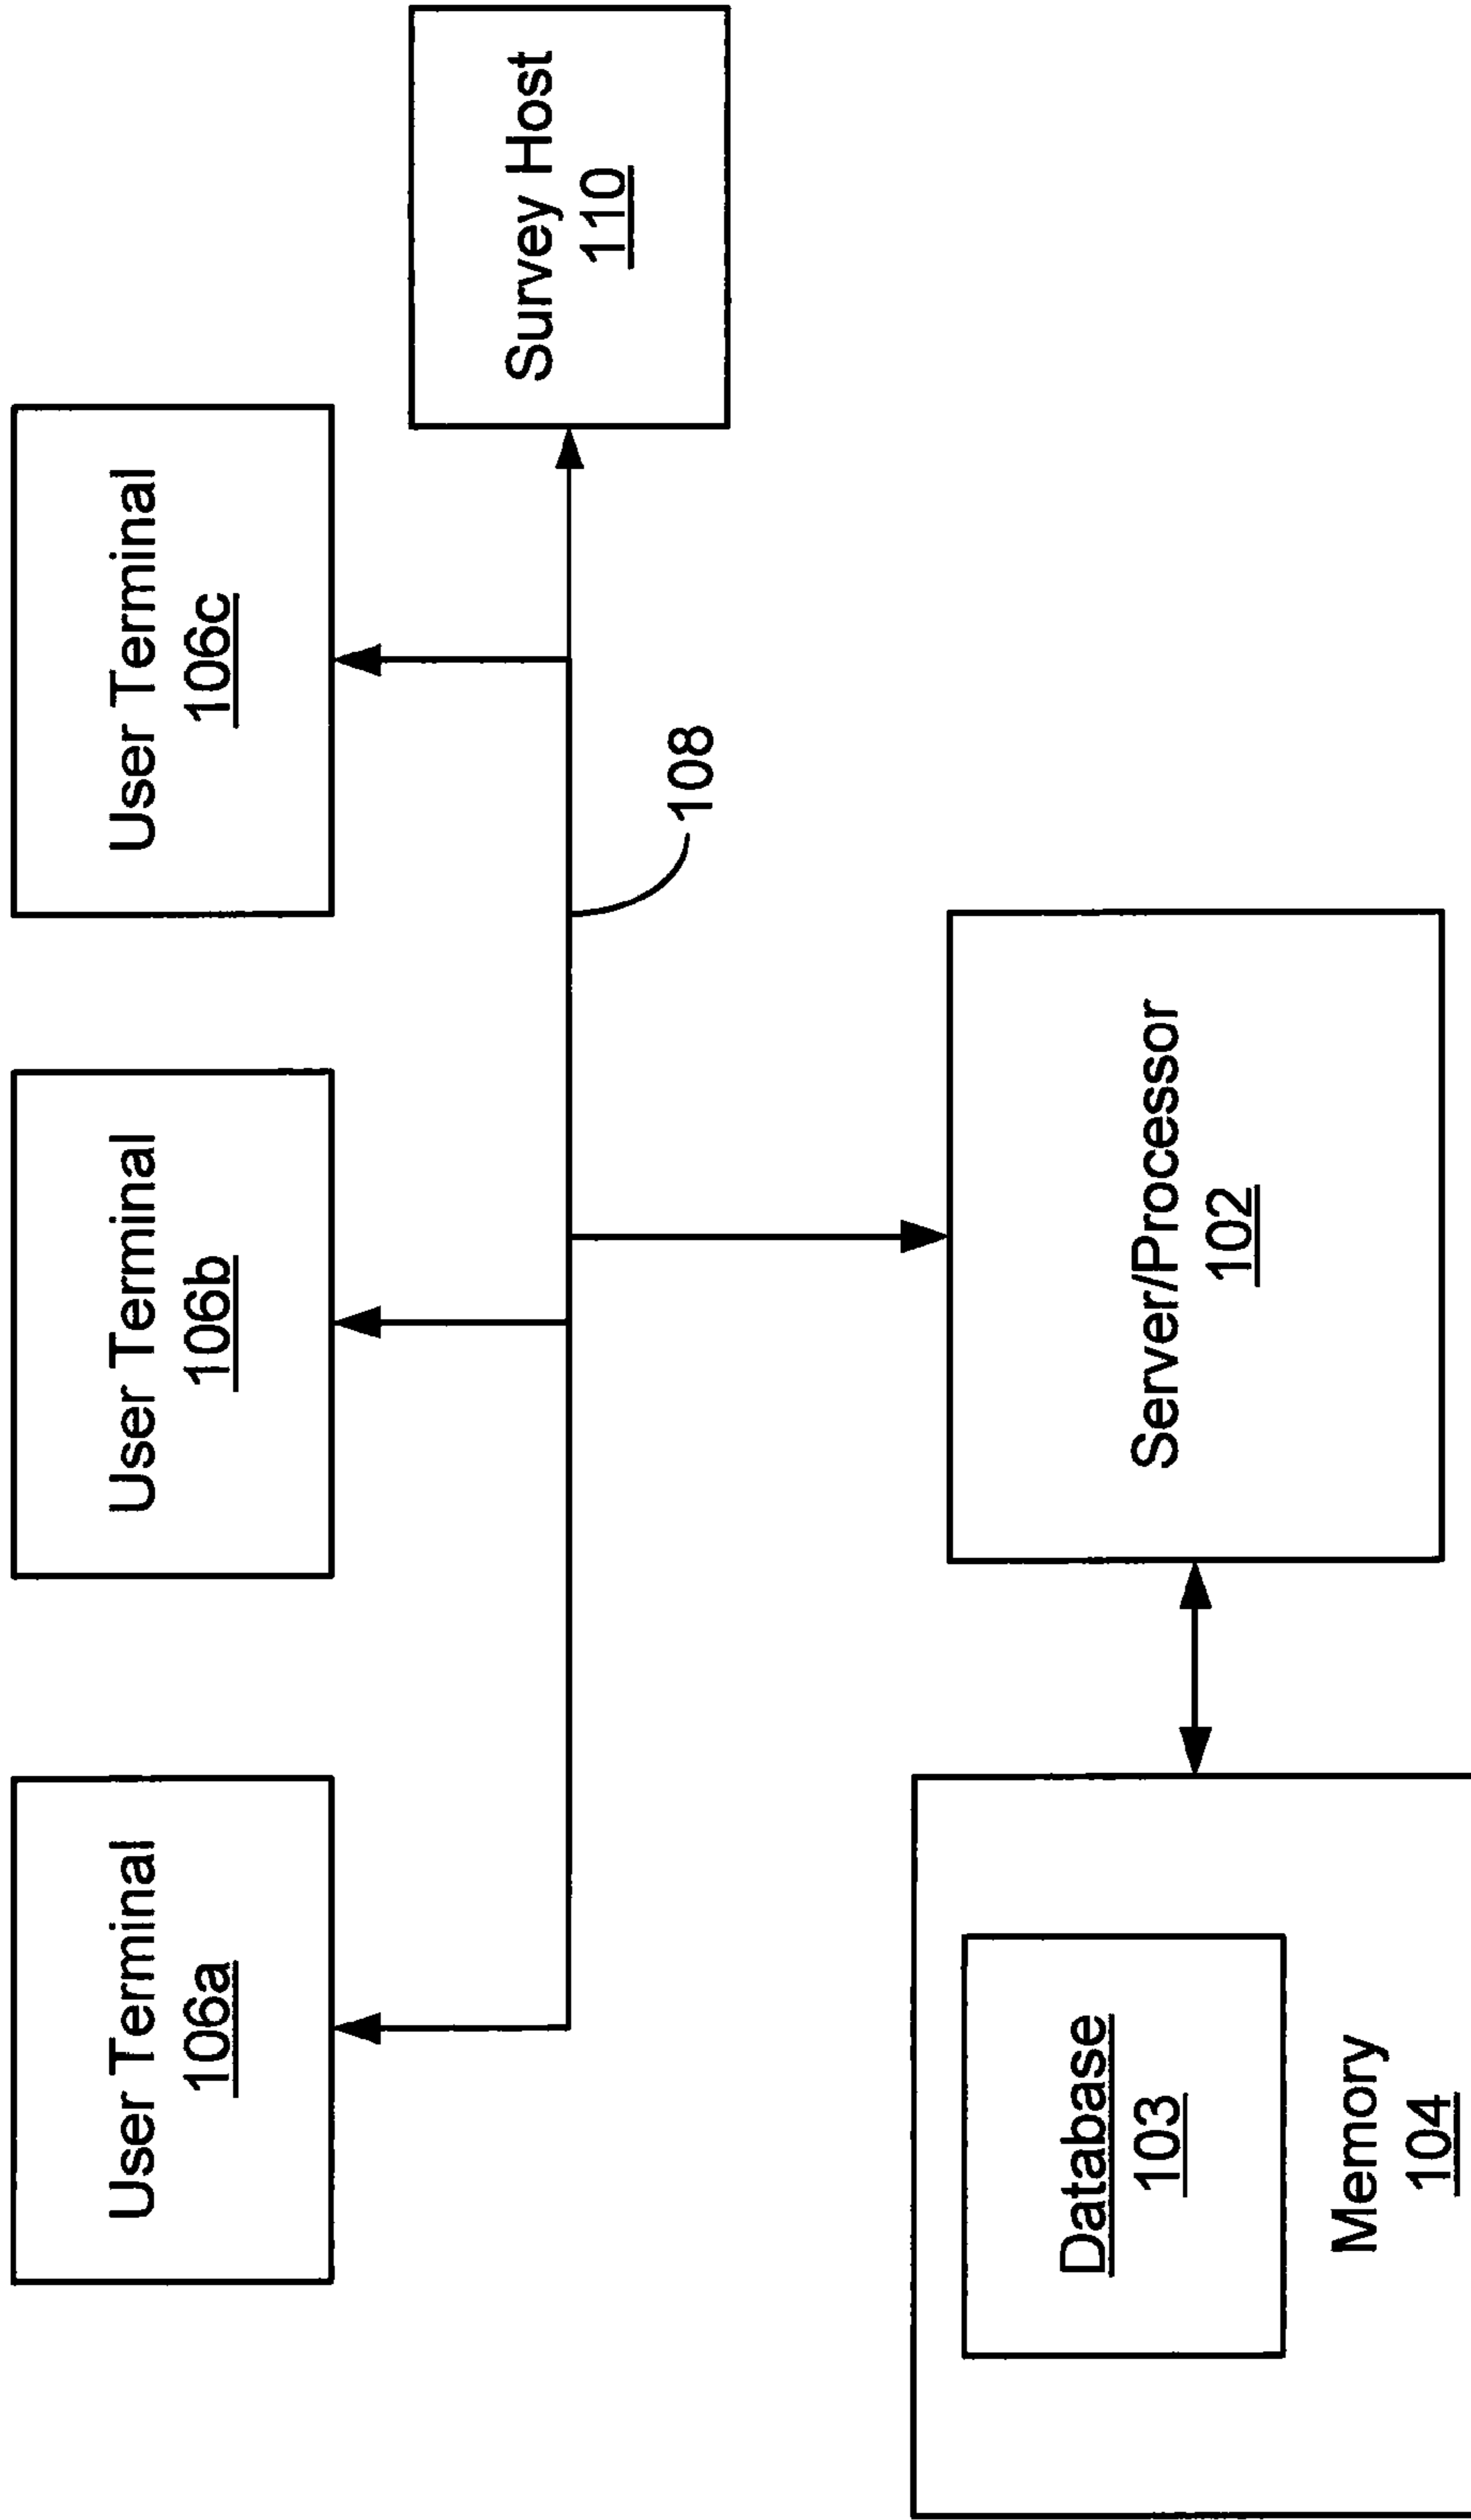 User Terminal
106a
User Terminal
106b
User Terminal
106c
Survey Host
110
108
Database
103
Memory
104
Server/Processor
102